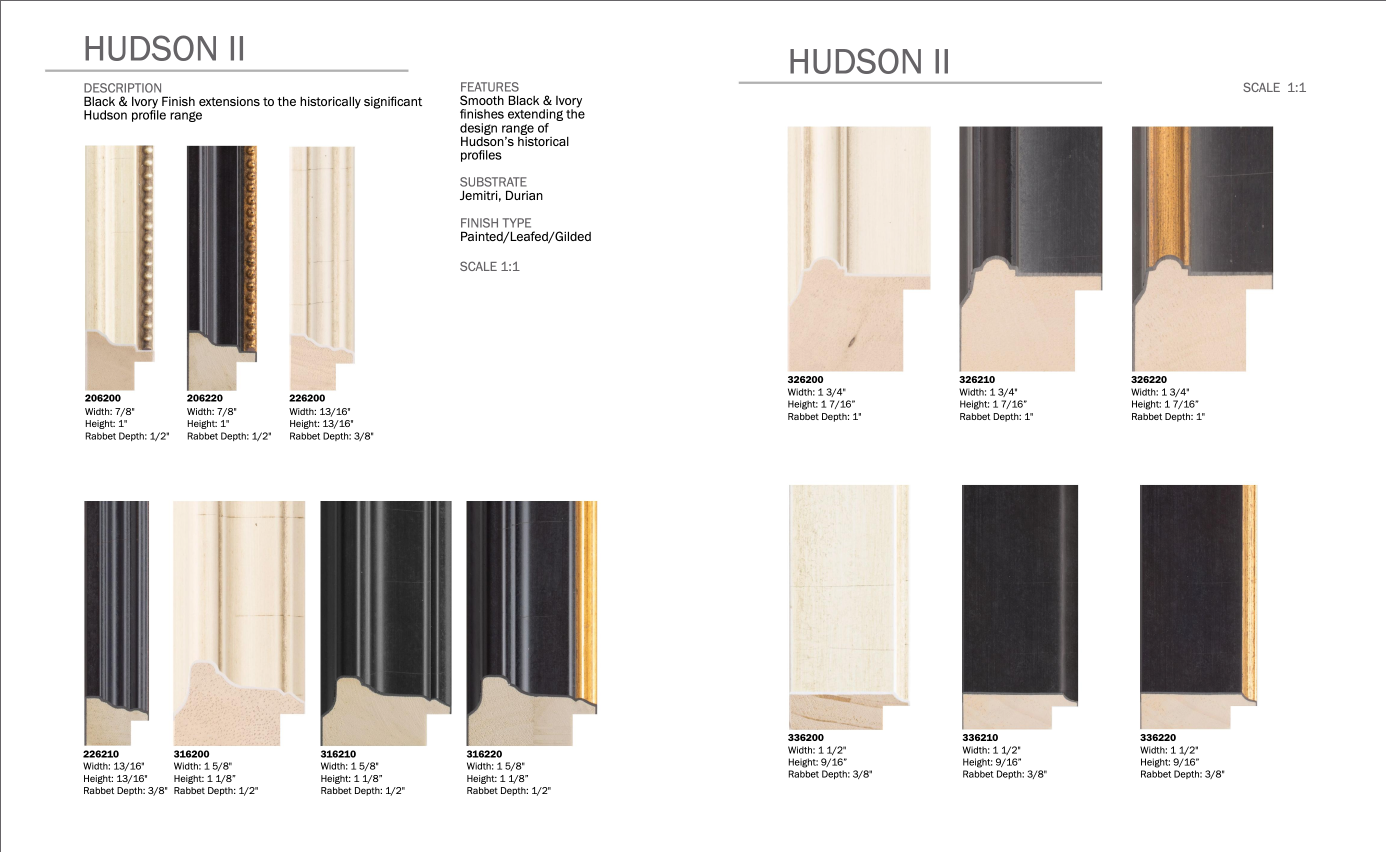 HUDSON II
DESCRIPTION
Black & Ivory Finish extensions to the historically significant
Hudson profile range
FEATURES
Smooth Black & Ivory
finishes extending the
design range of
Hudson's historical
profiles
SUBSTRATE
Jemitri, Durian
FINISH TYPE
Painted/Leafed/Gilded
SCALE 1:1
206200
Width: 7/8"
Height: 1"
Rabbet Depth: 1/2"
206220
Width: 7/8"
Height: 1"
Rabbet Depth: 1/2"
226200
Width: 13/16"
Height: 13/16"
Rabbet Depth: 3/8"
226210
Width: 13/16"
Height: 13/16"
Rabbet Depth: 3/8"
316200
Width: 1 5/8"
Height: 1 1/8"
Rabbet Depth: 1/2"
316210
Width: 1 5/8"
Height: 1 1/8"
Rabbet Depth: 1/2"
316220
Width: 1 5/8"
Height: 1 1/8"
Rabbet Depth: 1/2"
HUDSON II
SCALE 1:1
326200
Width: 1 3/4"
Height: 1 7/16"
Rabbet Depth: 1"
326210
Width: 1 3/4"
Height: 1 7/16"
Rabbet Depth: 1"
326220
Width: 1 3/4"
Height: 1 7/16"
Rabbet Depth: 1"
336200
Width: 1 1/2"
Height: 9/16"
Rabbet Depth: 3/8"
336210
Width: 1 1/2"
Height: 9/16"
Rabbet Depth: 3/8"
336220
Width: 1 1/2"
Height: 9/16"
Rabbet Depth: 3/8"